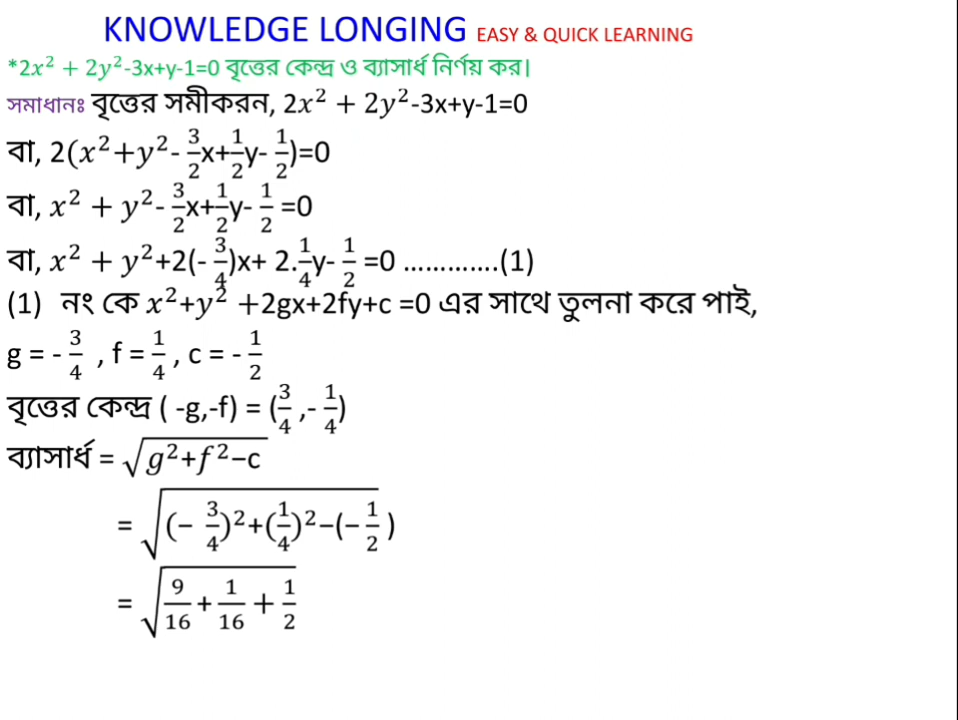 KNOWLEDGE LONGING EASY & QUICK LEARNING
*2x² + 2y²-3x+y-1=0 বৃত্তের কেন্দ্র ও ব্যাসার্ধ নির্ণয় কর।
সমাধানঃ বৃত্তের সমীকরন, 2x² + 2y²-3x+y-1=0
বা, 2(x²+y²- 3/2x+1/2y- 1/2)=0
বা, x² + y²- 3/2x+1/2y- 1/2 =0
বা, x² + y²+2(- 3/4)x+ 2.1/4y- 1/2 =0 .............(1)
(1) নং কে x²+y² +2gx+2fy+c =0 এর সাথে তুলনা করে পাই,
g = - 3/4 , f = 1/4 , c = - 1/2
বৃত্তের কেন্দ্র ( -g,-f) = (3/4 ,- 1/4)
ব্যাসার্ধ = √(g²+f²−c)
= √((− 3/4)²+(1/4)²−(−1/2 )
= √(9/16 + 1/16 + 1/2)